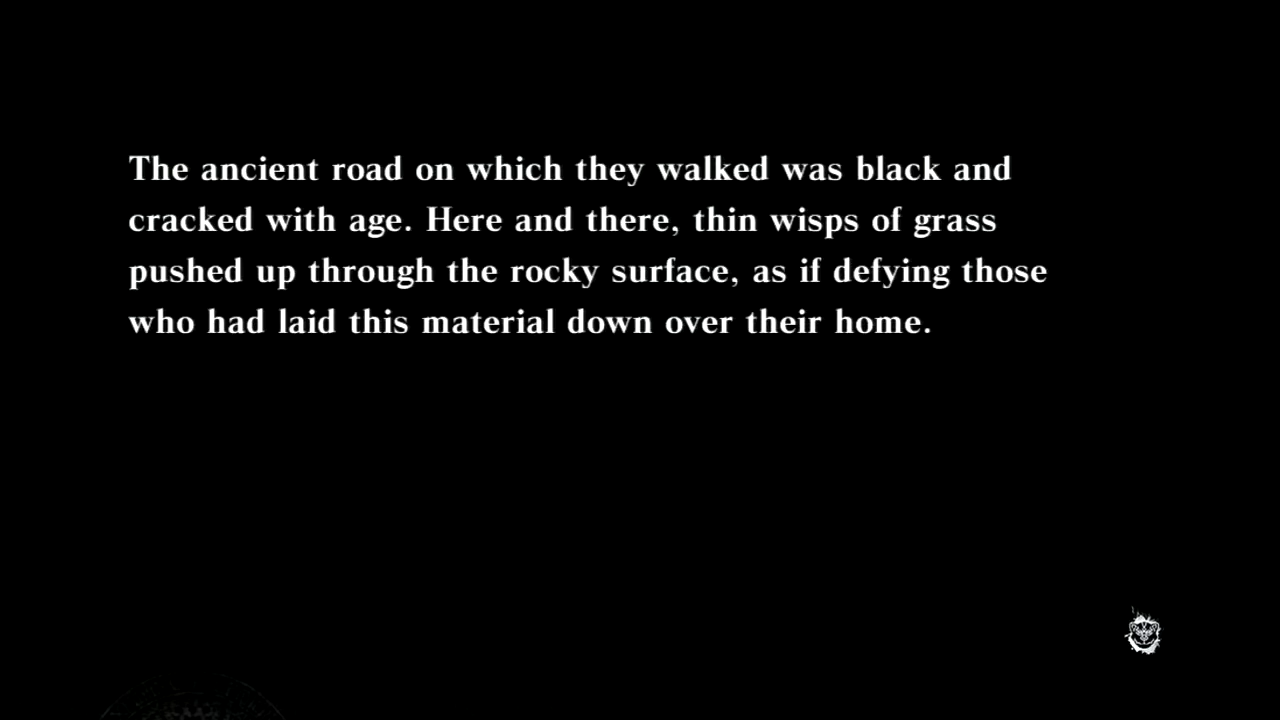 The ancient road on which they walked was black and
cracked with age. Here and there, thin wisps of grass
pushed up through the rocky surface, as if defying those
who had laid this material down over their home.